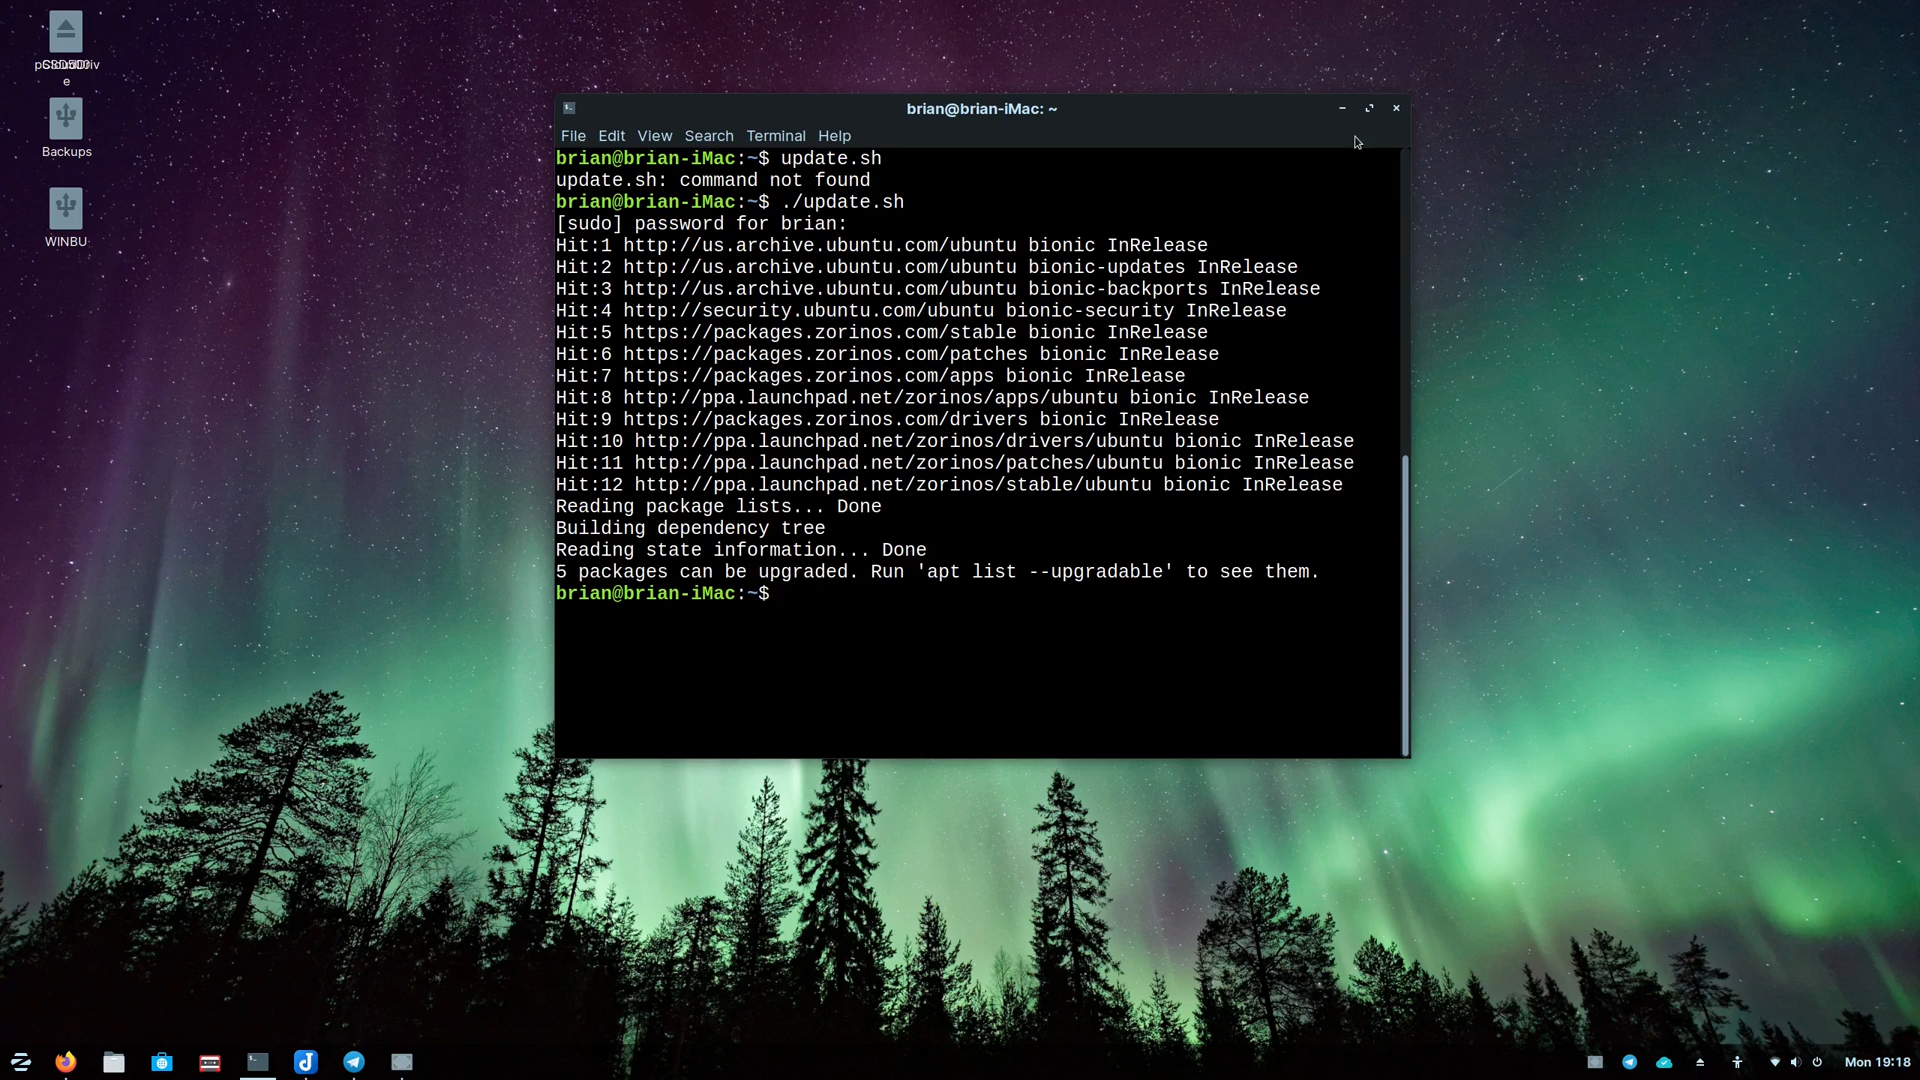 Backups
WINBU
brian@brian-iMac: ~
File Edit View Search Terminal Help
brian@brian-iMac:~$ update.sh
update.sh: command not found
brian@brian-iMac:~$ ./update.sh
[sudo] password for brian:
Hit:1 http://us.archive.ubuntu.com/ubuntu bionic InRelease
Hit:2 http://us.archive.ubuntu.com/ubuntu bionic-updates InRelease
Hit:3 http://us.archive.ubuntu.com/ubuntu bionic-backports InRelease
Hit:4 http://security.ubuntu.com/ubuntu bionic-security InRelease
Hit:5 https://packages.zorinos.com/stable bionic InRelease
Hit:6 https://packages.zorinos.com/patches bionic InRelease
Hit:7 https://packages.zorinos.com/apps bionic InRelease
Hit:8 http://ppa.launchpad.net/zorinos/apps/ubuntu bionic InRelease
Hit:9 https://packages.zorinos.com/drivers bionic InRelease
Hit:10 http://ppa.launchpad.net/zorinos/drivers/ubuntu bionic InRelease
Hit:11 http://ppa.launchpad.net/zorinos/patches/ubuntu bionic InRelease
Hit:12 http://ppa.launchpad.net/zorinos/stable/ubuntu bionic InRelease
Reading package lists... Done
Building dependency tree
Reading state information... Done
5 packages can be upgraded. Run 'apt list --upgradable' to see them.
brian@brian-iMac:~$
Mon 19:18